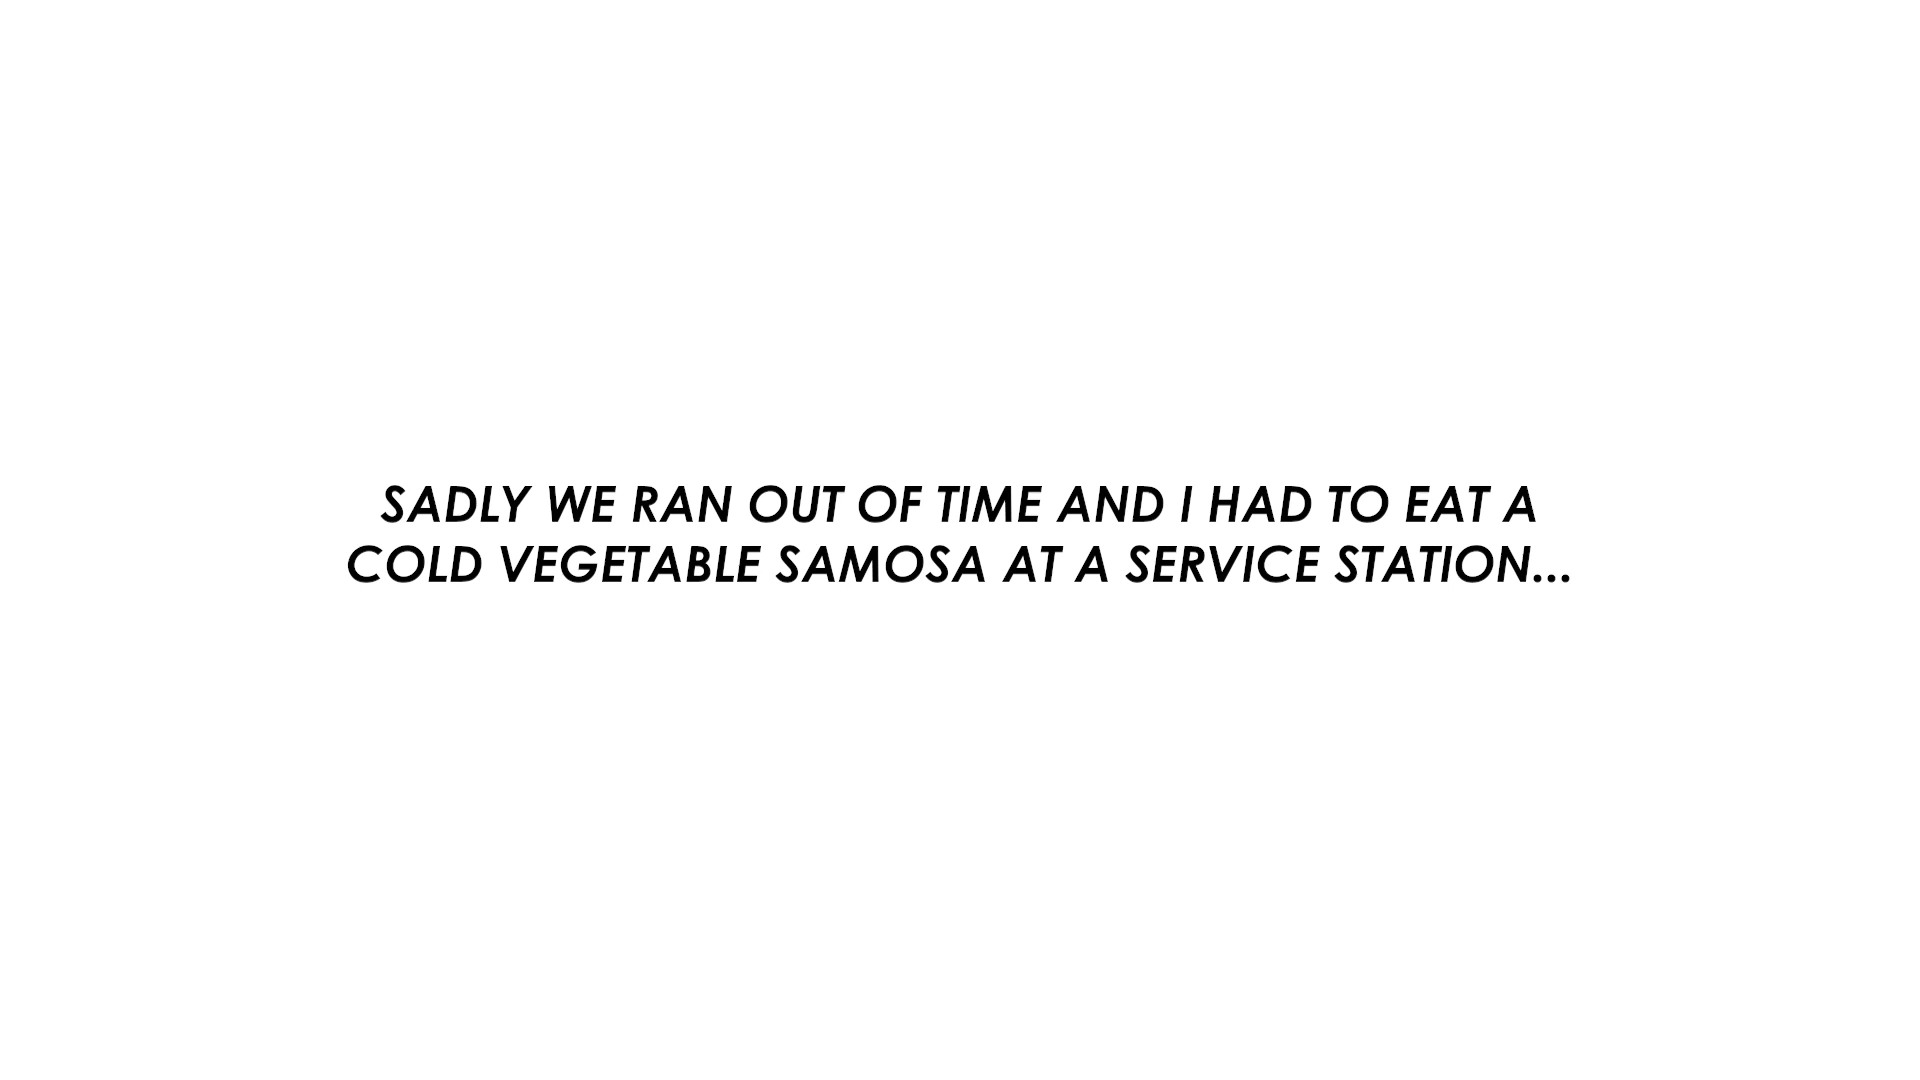 SADLY WE RAN OUT OF TIME AND I HAD TO EAT A
COLD VEGETABLE SAMOSA AT A SERVICE STATION...